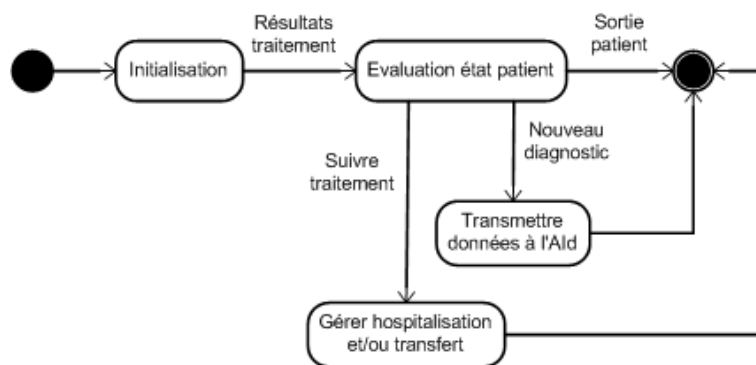 Résultats
traitement
Sortie
patient
Initialisation
Evaluation état patient
Nouveau
diagnostic
Suivre
traitement
Transmettre
données à l'AId
Gérer hospitalisation
et/ou transfert